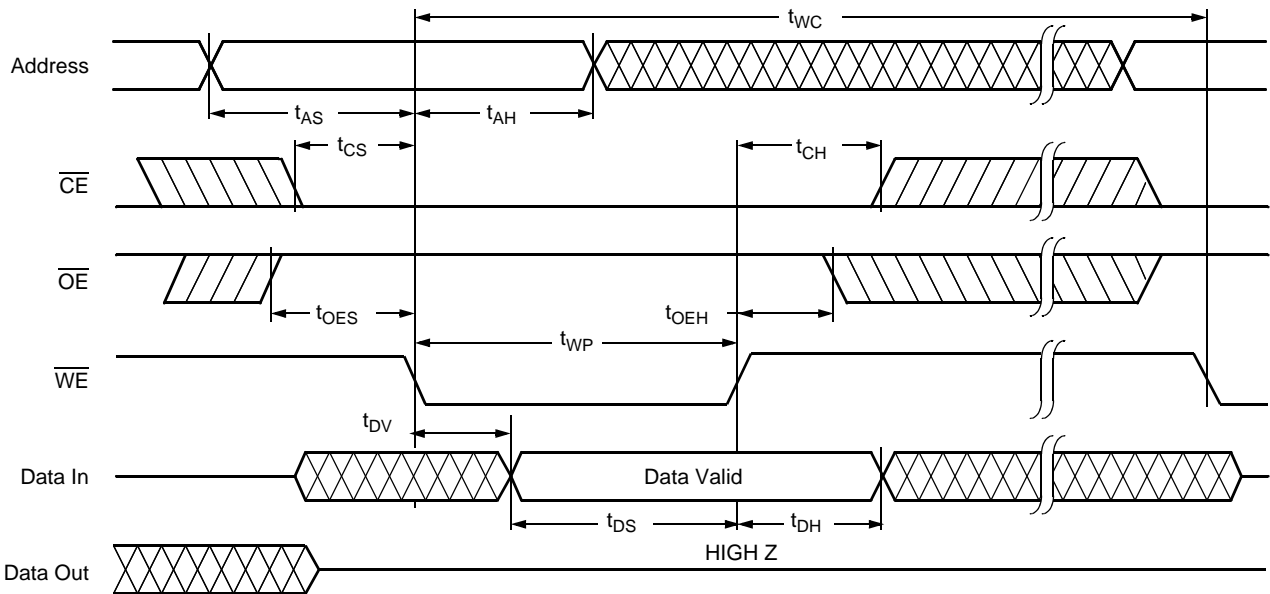 tWC
Address
tAS
tAH
tCS
tCH
CE
OE
tOES
tOEH
tWP
WE
tDV
Data In
Data Valid
tDS
tDH
HIGH Z
Data Out